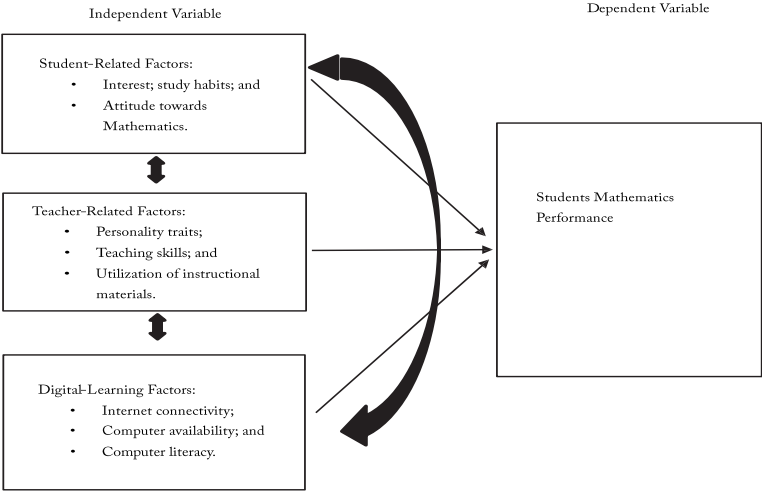 Independent Variable
Dependent Variable
Student-Related Factors:
• Interest; study habits; and
• Attitude towards
Mathematics.
Teacher-Related Factors:
• Personality traits;
• Teaching skills; and
• Utilization of instructional
materials.
Students Mathematics
Performance
Digital-Learning Factors:
• Internet connectivity;
• Computer availability; and
• Computer literacy.